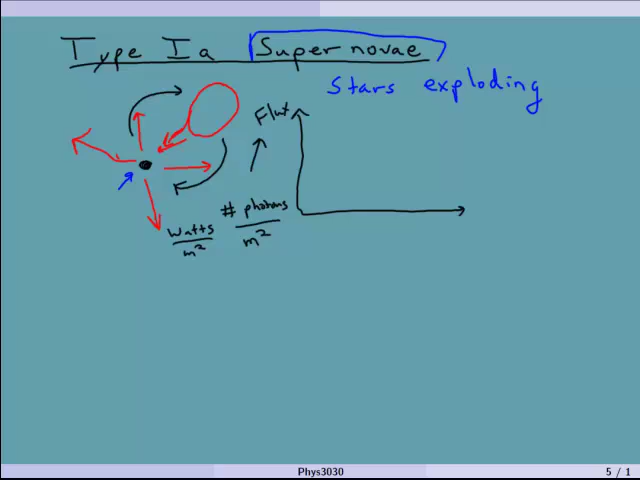 Type Ia Supernovae
Stars exploding
Flux
# photons
m²
Watts
m²
Phys3030
5 / 1